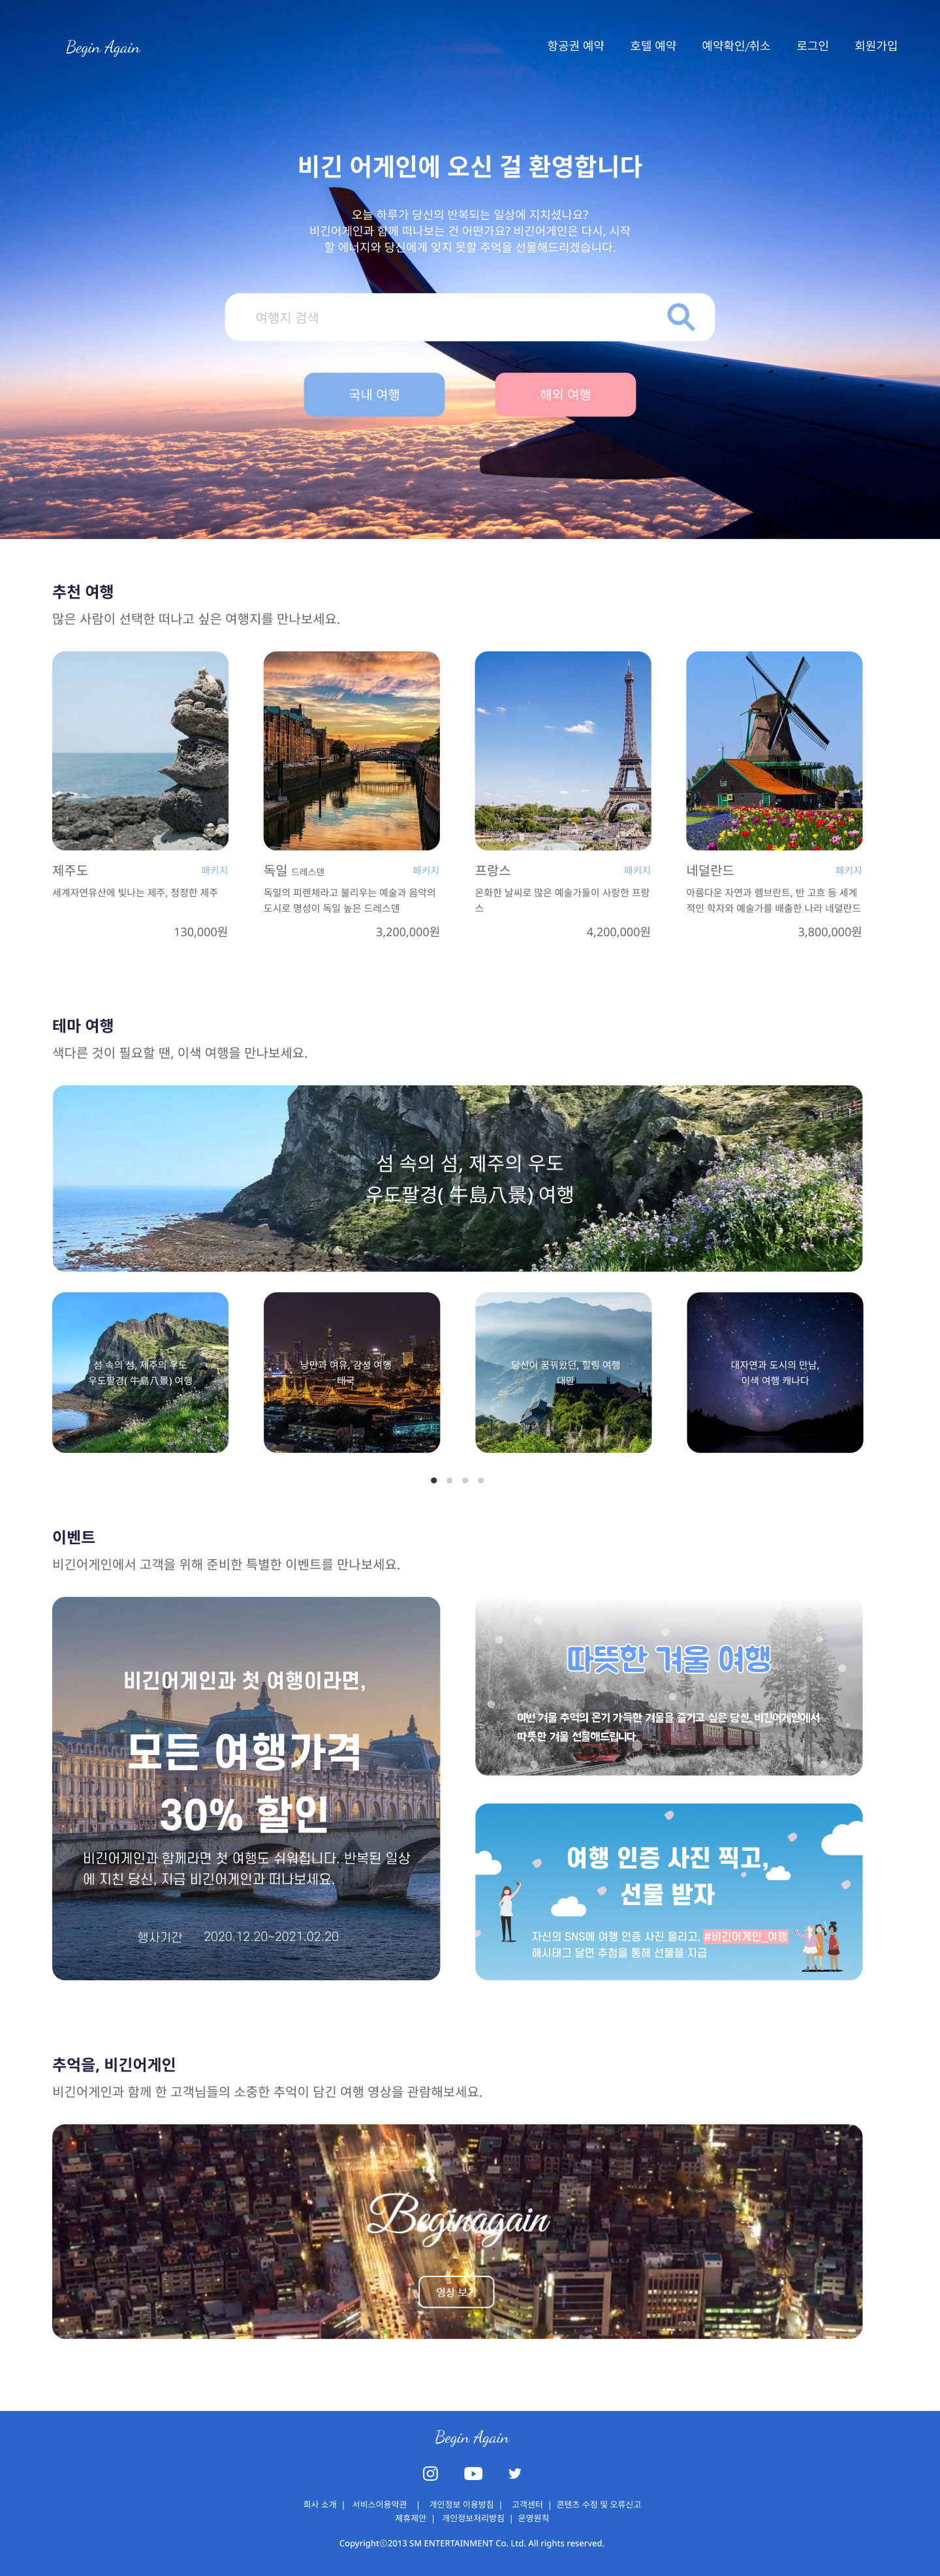 Begin Again
항공권 예약 호텔 예약 예약확인/취소 로그인 회원가입
비긴 어게인에 오신 걸 환영합니다
오늘 하루가 당신의 반복되는 일상에 지치셨나요?
비긴어게인과 함께 떠나보는 건 어떤가요? 비긴어게인은 다시, 시작
할 에너지와 당신에게 잊지 못할 추억을 선물해드리겠습니다.
여행지 검색
국내 여행 해외 여행
추천 여행
많은 사람이 선택한 떠나고 싶은 여행지를 만나보세요.
제주도 패키지
세계자연유산에 빛나는 제주, 청정한 제주
130,000원
독일 드레스덴 패키지
독일의 피렌체라고 불리우는 예술과 음악의
도시로 명성이 독일 높은 드레스덴
3,200,000원
프랑스 패키지
온화한 날씨로 많은 예술가들이 사랑한 프랑
스
4,200,000원
네덜란드 패키지
아름다운 자연과 렘브란트, 반 고흐 등 세계
적인 학자와 예술가를 배출한 나라 네덜란드
3,800,000원
테마 여행
색다른 것이 필요할 땐, 이색 여행을 만나보세요.
섬 속의 섬, 제주의 우도
우도팔경( 牛島八景) 여행
섬 속의 섬, 제주의 우도
우도팔경( 牛島八景) 여행
낭만과 여유, 감성 여행
태국
당신이 꿈꿔왔던, 힐링 여행
대만
대자연과 도시의 만남,
이색 여행 캐나다
이벤트
비긴어게인에서 고객을 위해 준비한 특별한 이벤트를 만나보세요.
비긴어게인과 첫 여행이라면,
모든 여행가격
30% 할인
비긴어게인과 함께라면 첫 여행도 쉬워집니다. 반복된 일상
에 지친 당신, 지금 비긴어게인과 떠나보세요.
행사기간 2020.12.20~2021.02.20
따뜻한 겨울 여행
이번 겨울 추억의 온기 가득한 겨울을 즐기고 싶은 당신. 비긴어게인에서
따뜻한 겨울 선물해드립니다.
여행 인증 사진 찍고,
선물 받자
자신의 SNS에 여행 인증 사진 올리고, #비긴어게인_여행
해시태그 달면 추첨을 통해 선물을 지급
추억을, 비긴어게인
비긴어게인과 함께 한 고객님들의 소중한 추억이 담긴 여행 영상을 관람해보세요.
Beginagain
영상 보기
Begin Again
회사 소개 | 서비스이용약관 | 개인정보 이용방침 | 고객센터 | 콘텐츠 수정 및 오류신고
제휴제안 | 개인정보처리방침 | 운영원칙
Copyrightⓒ2013 SM ENTERTAINMENT Co. Ltd. All rights reserved.